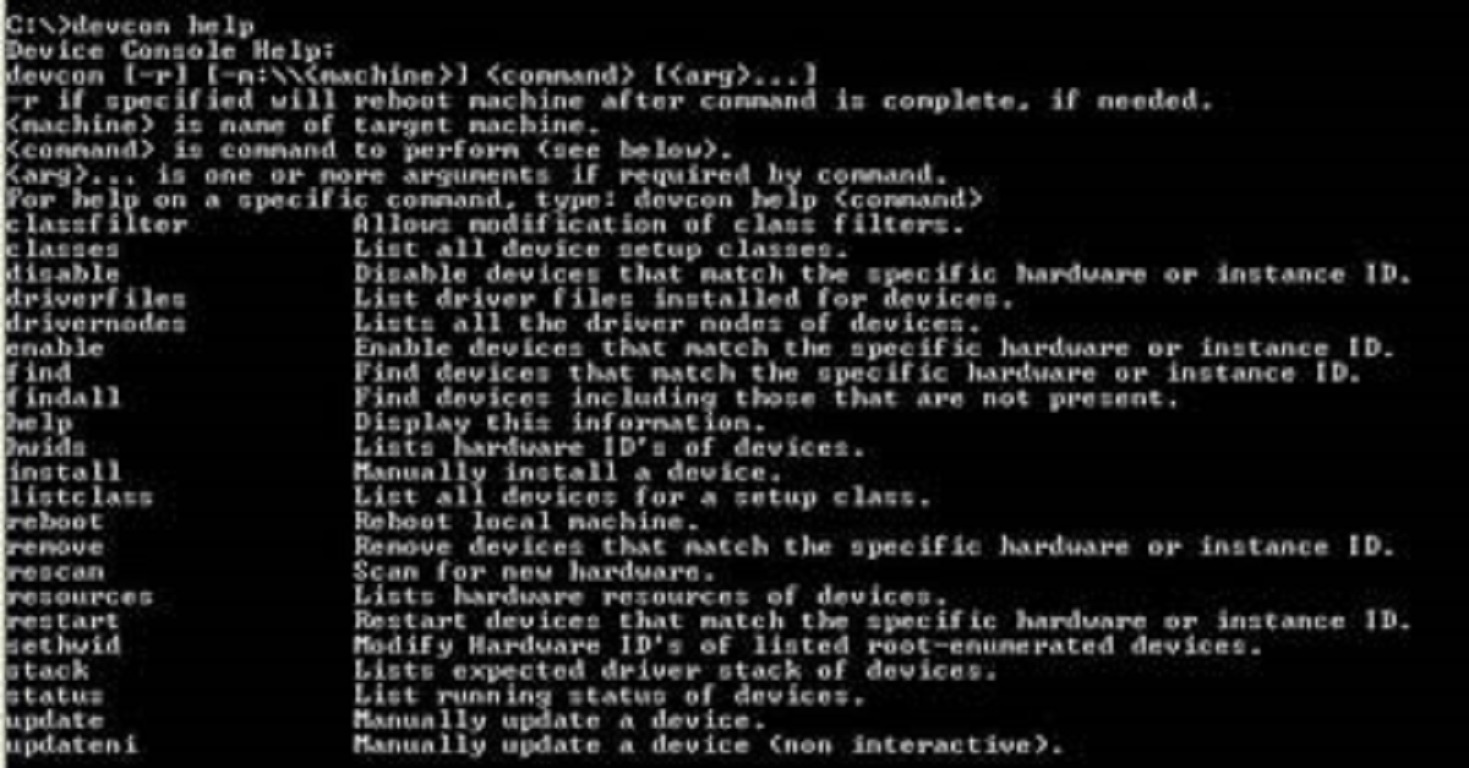 C:\>devcon help
Device Console Help:
devcon [-r] [-m:\\<machine>] <command> [<arg>...]
-r if specified will reboot machine after command is complete, if needed.
<machine> is name of target machine.
<command> is command to perform (see below).
<arg>... is one or more arguments if required by command.
For help on a specific command, type: devcon help <command>
classfilter Allows modification of class filters.
classes List all device setup classes.
disable Disable devices that match the specific hardware or instance ID.
driverfiles List driver files installed for devices.
drivernodes Lists all the driver nodes of devices.
enable Enable devices that match the specific hardware or instance ID.
find Find devices that match the specific hardware or instance ID.
findall Find devices including those that are not present.
help Display this information.
hwids Lists hardware ID's of devices.
install Manually install a device.
listclass List all devices for a setup class.
reboot Reboot local machine.
remove Remove devices that match the specific hardware or instance ID.
rescan Scan for new hardware.
resources Lists hardware resources of devices.
restart Restart devices that match the specific hardware or instance ID.
sethwid Modify Hardware ID's of listed root-enumerated devices.
stack Lists expected driver stack of devices.
status List running status of devices.
update Manually update a device.
updateni Manually update a device (non interactive).